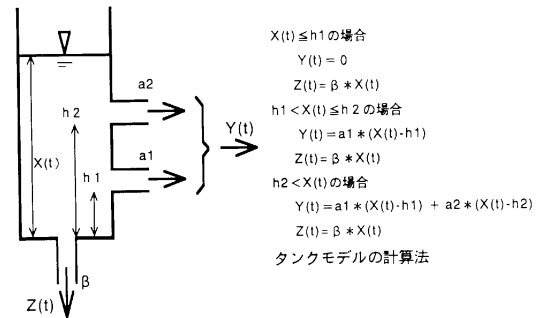 a2
h2
Y(t)
X(t)
a1
h1
β
Z(t)
X(t)≦h1の場合
Y(t)=0
Z(t)=β*X(t)
h1<X(t)≦h2の場合
Y(t)=a1*(X(t)-h1)
Z(t)=β*X(t)
h2<X(t)の場合
Y(t)=a1*(X(t)-h1) + a2*(X(t)-h2)
Z(t)=β*X(t)
タンクモデルの計算法